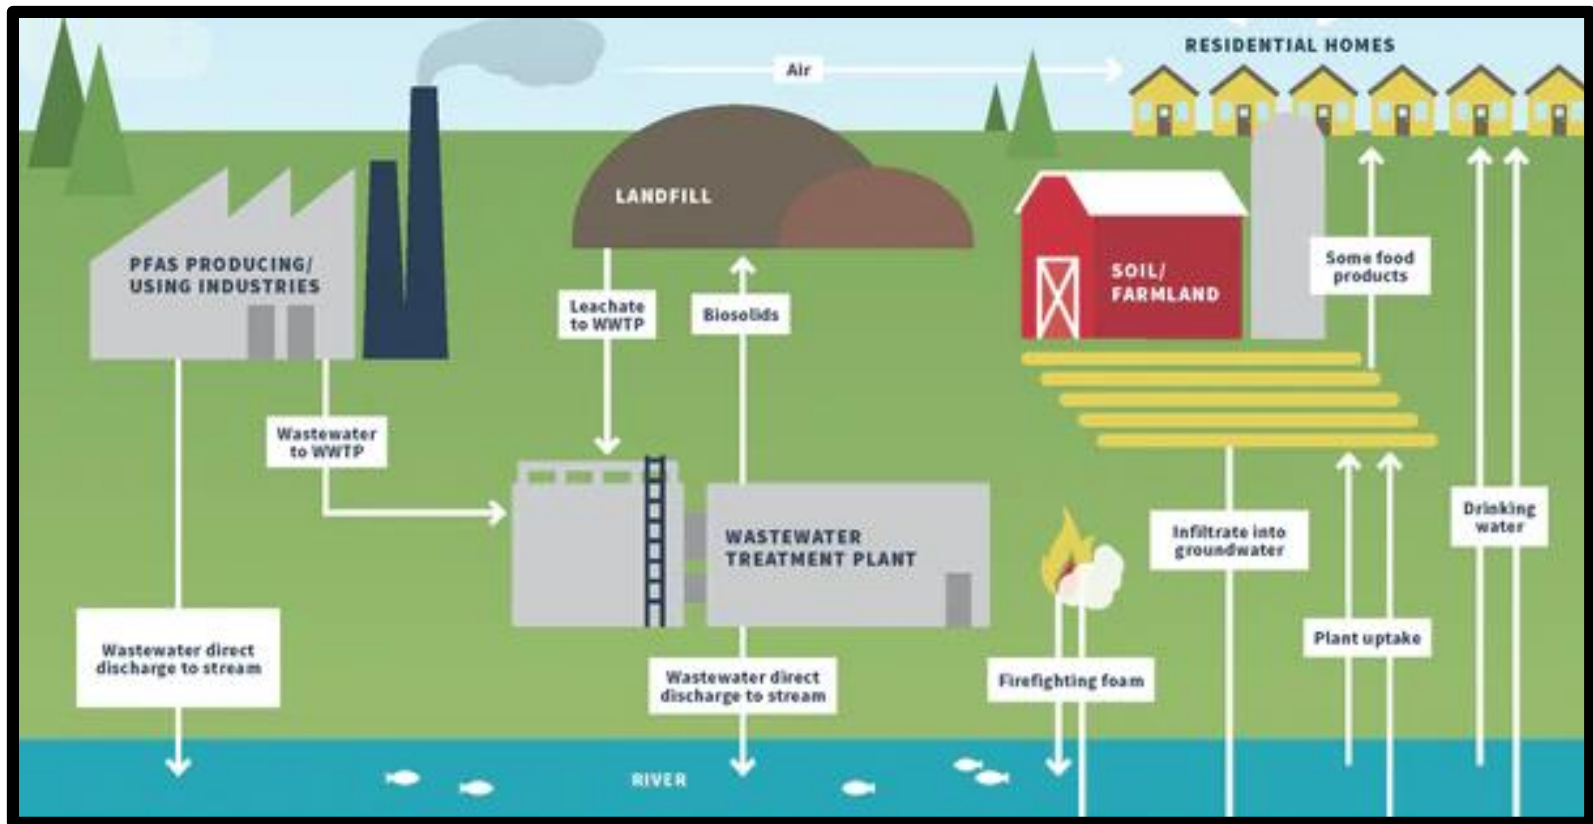 RESIDENTIAL HOMES
Air
LANDFILL
PFAS PRODUCING/
USING INDUSTRIES
SOIL/
FARMLAND
Some food
products
Leachate
to WWTP
Biosolids
Wastewater
to WWTP
WASTEWATER
TREATMENT PLANT
Infiltrate into
groundwater
Drinking
water
Plant uptake
Wastewater direct
discharge to stream
Wastewater direct
discharge to stream
Firefighting foam
RIVER